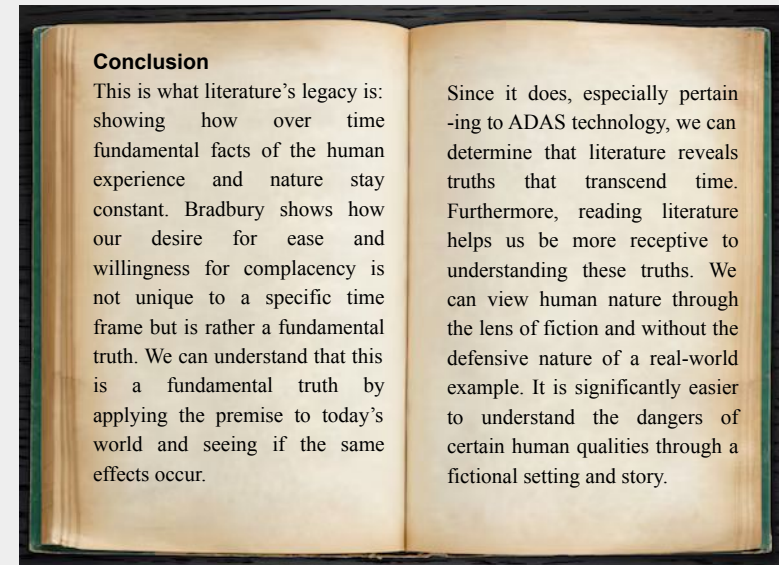 Conclusion
This is what literature’s legacy is:
showing how over time
fundamental facts of the human
experience and nature stay
constant. Bradbury shows how
our desire for ease and
willingness for complacency is
not unique to a specific time
frame but is rather a fundamental
truth. We can understand that this
is a fundamental truth by
applying the premise to today’s
world and seeing if the same
effects occur.
Since it does, especially pertain
-ing to ADAS technology, we can
determine that literature reveals
truths that transcend time.
Furthermore, reading literature
helps us be more receptive to
understanding these truths. We
can view human nature through
the lens of fiction and without the
defensive nature of a real-world
example. It is significantly easier
to understand the dangers of
certain human qualities through a
fictional setting and story.